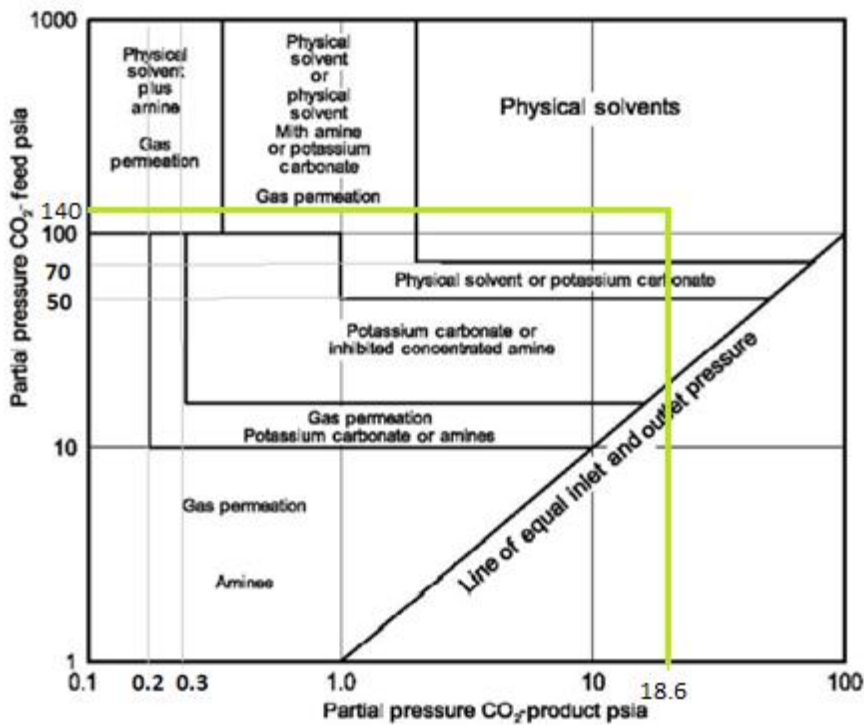 1000
Physical
solvent
plus
amine
Gas
permeation
Physical
solvent
or
physical
solvent
Mith amine
or potassium
carbonate
Gas permeation
Physical solvents
Partial pressure CO₂- feed psia
140
100
70
50
10
1
Physical solvent or potassium carbonate
Potassium carbonate or
inhibited concentrated amine
Gas permeation
Potassium carbonate or amines
Gas permeation
Aminee
Line of equal inlet and outlet pressure
0.1
0.2
0.3
1.0
10
18.6
100
Partial pressure CO₂-product psia